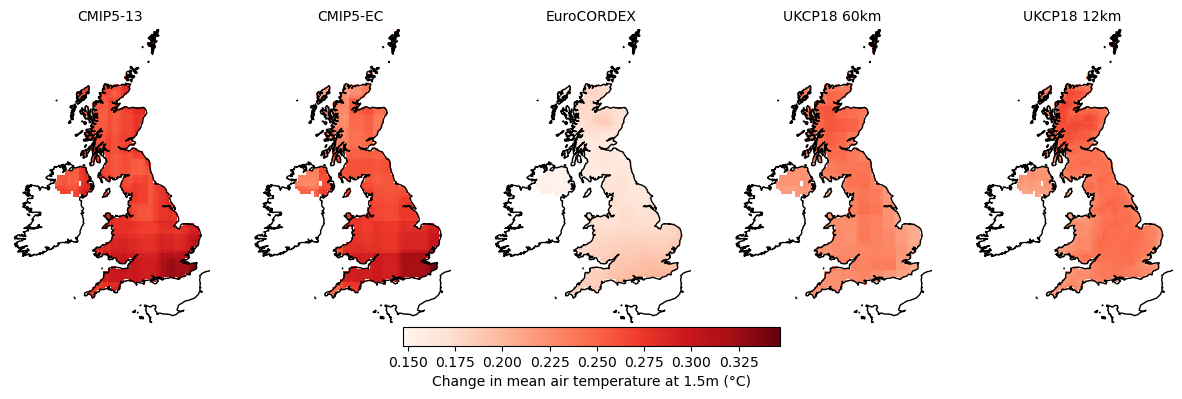 CMIP5-13 CMIP5-EC EuroCORDEX UKCP18 60km UKCP18 12km
0.150 0.175 0.200 0.225 0.250 0.275 0.300 0.325
Change in mean air temperature at 1.5m (°C)